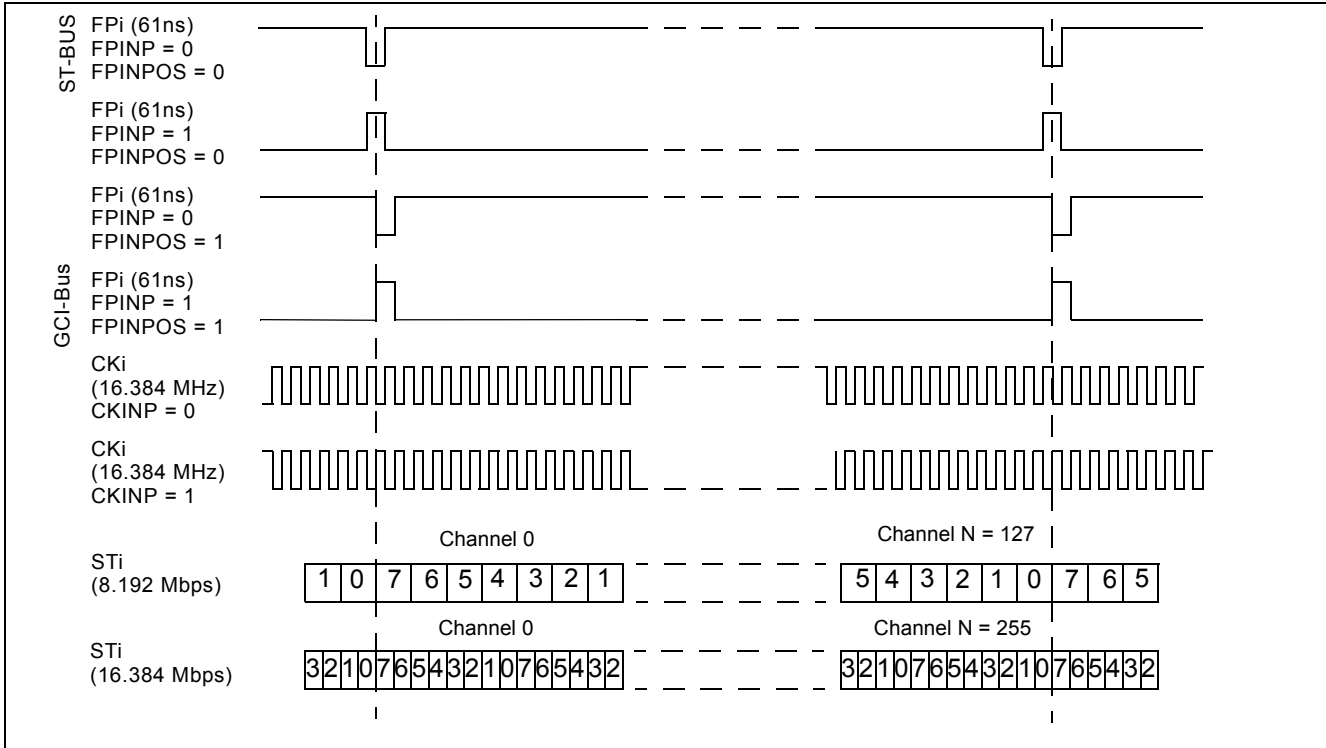 ST-BUS
FPi (61ns)
FPINP = 0
FPINPOS = 0
FPi (61ns)
FPINP = 1
FPINPOS = 0
FPi (61ns)
FPINP = 0
FPINPOS = 1
GCI-Bus
FPi (61ns)
FPINP = 1
FPINPOS = 1
CKi
(16.384 MHz)
CKINP = 0
CKi
(16.384 MHz)
CKINP = 1
Channel 0
Channel N = 127
STi
(8.192 Mbps)
1 0 7 6 5 4 3 2 1
5 4 3 2 1 0 7 6 5
Channel 0
Channel N = 255
STi
(16.384 Mbps)
3 2 1 0 7 6 5 4 3 2 1 0 7 6 5 4 3 2
3 2 1 0 7 6 5 4 3 2 1 0 7 6 5 4 3 2